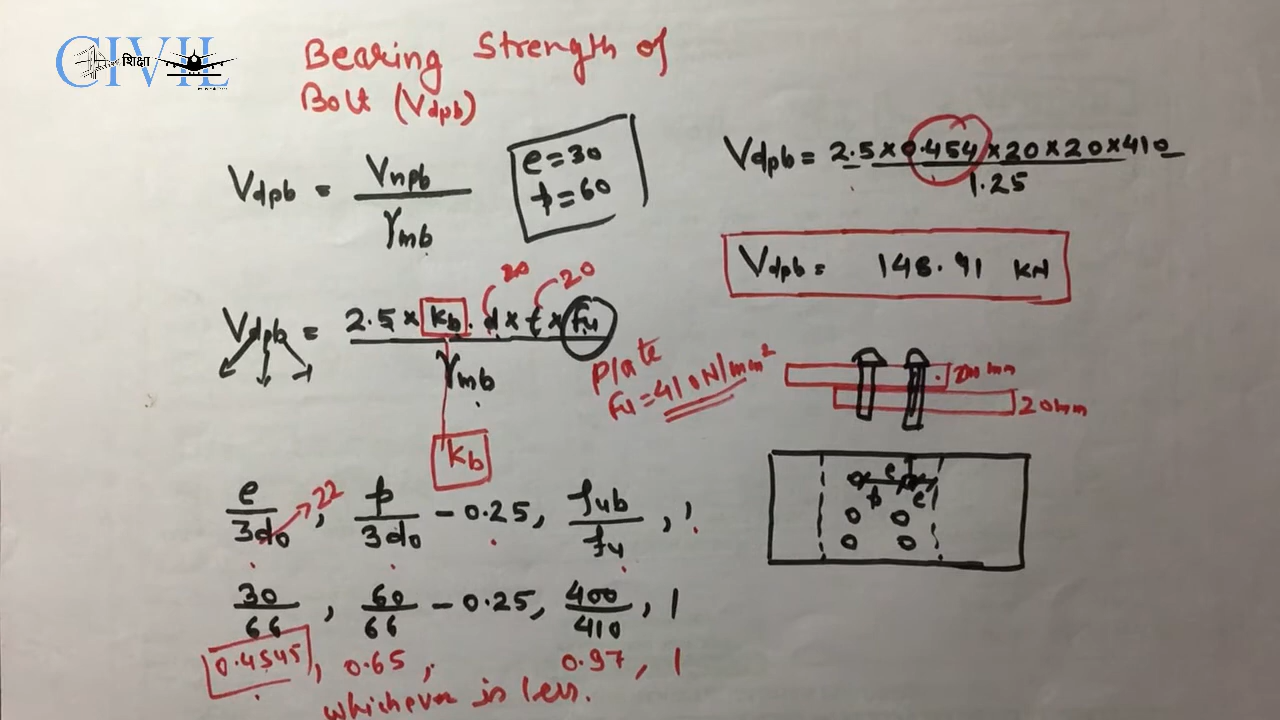 CIVIL शिक्षा
Bearing Strength of
Bolt (Vdpb)
Vdpb = Vnpb / γmb
e = 30
p = 60
Vdpb = 2.5 × Kb . d × t × Fu / γmb
20
20
Kb
Plate
Fu = 410 N/mm²
e / 3d₀ , p / 3d₀ - 0.25, fub / fu , 1
22
30 / 66 , 60 / 66 - 0.25, 400 / 410 , 1
0.4545 , 0.65 , 0.97 , 1
whichever is less.
Vdpb = 2.5 × 0.454 × 20 × 20 × 410 / 1.25
Vdpb = 148.91 KN
20mm
20mm
e
p
e